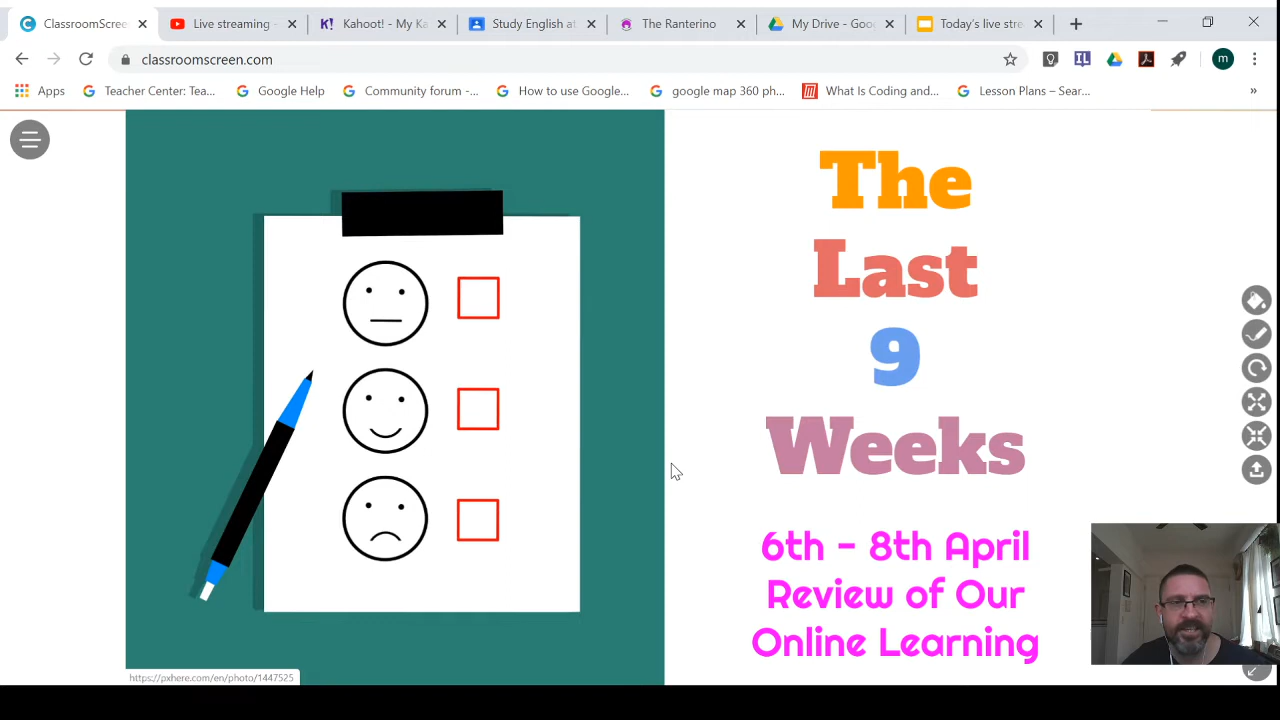 ClassroomScree
Live streaming -
Kahoot! - My Ka
Study English at
The Ranterino
My Drive - Goo
Today's live stre
classroomscreen.com
m
Apps
Teacher Center: Tea...
Google Help
Community forum -...
How to use Google...
google map 360 ph...
What Is Coding and...
Lesson Plans – Sear...
»
The
Last
9
Weeks
6th - 8th April
Review of Our
Online Learning
https://pxhere.com/en/photo/1447525